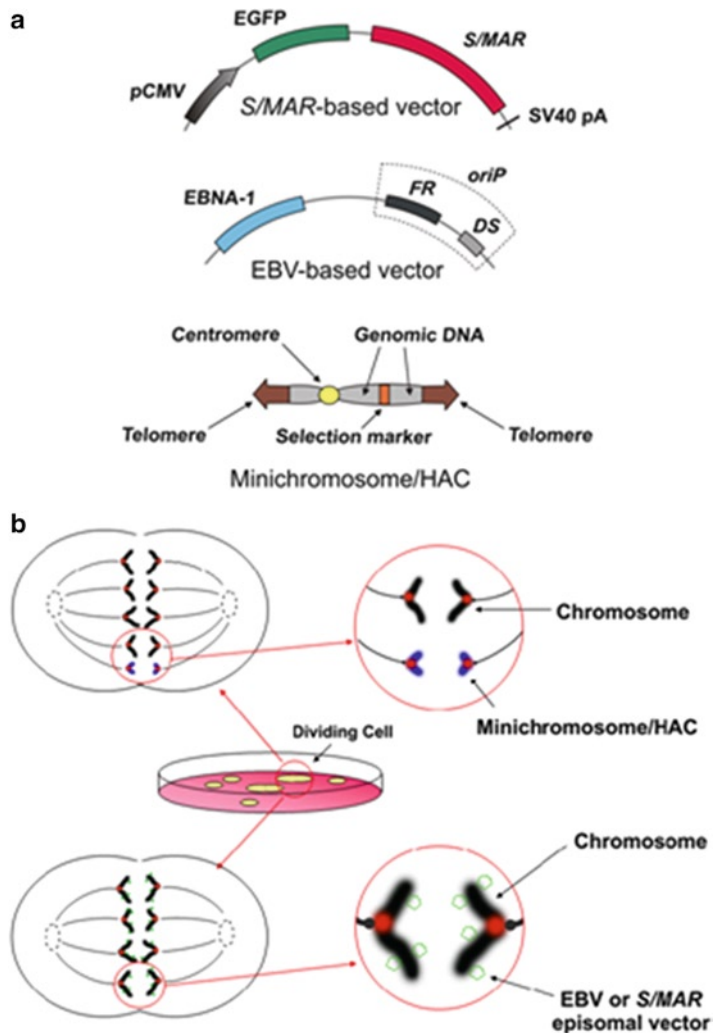 a
EGFP
S/MAR
pCMV
S/MAR-based vector
SV40 pA
oriP
EBNA-1
FR
DS
EBV-based vector
Centromere
Genomic DNA
Telomere
Selection marker
Telomere
Minichromosome/HAC
b
Chromosome
Minichromosome/HAC
Dividing Cell
Chromosome
EBV or S/MAR
episomal vector